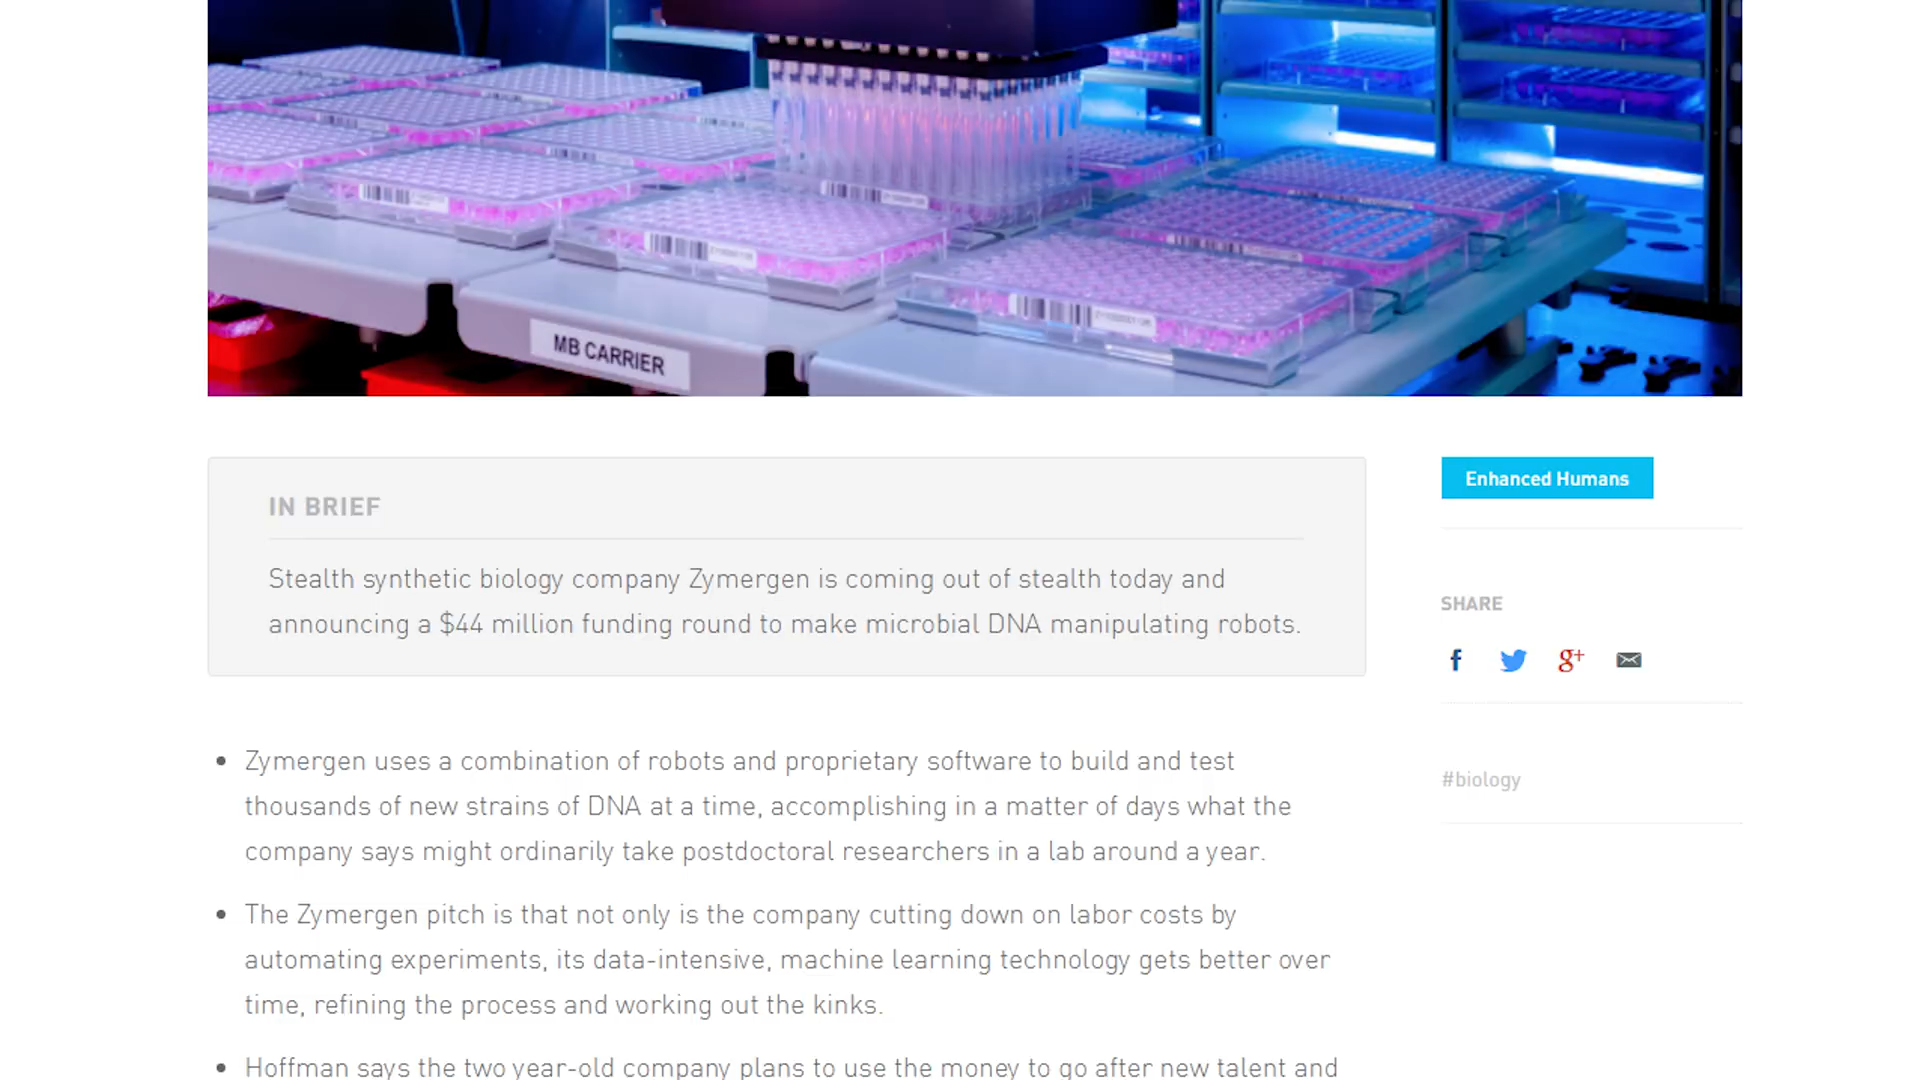 MB CARRIER
IN BRIEF
Stealth synthetic biology company Zymergen is coming out of stealth today and
announcing a $44 million funding round to make microbial DNA manipulating robots.
Zymergen uses a combination of robots and proprietary software to build and test
thousands of new strains of DNA at a time, accomplishing in a matter of days what the
company says might ordinarily take postdoctoral researchers in a lab around a year.
The Zymergen pitch is that not only is the company cutting down on labor costs by
automating experiments, its data-intensive, machine learning technology gets better over
time, refining the process and working out the kinks.
Hoffman says the two year-old company plans to use the money to go after new talent and
Enhanced Humans
SHARE
f
g+
#biology